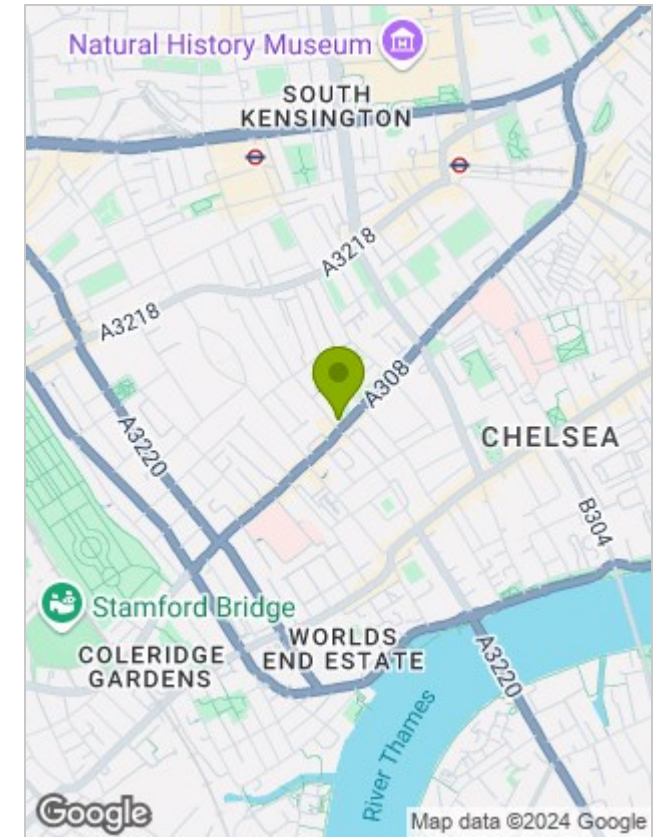 Natural History Museum
SOUTH
KENSINGTON
A3218
A3218
A308
A3220
CHELSEA
B304
Stamford Bridge
WORLDS
END ESTATE
COLERIDGE
GARDENS
A3220
River Thames
Google
Map data ©2024 Google